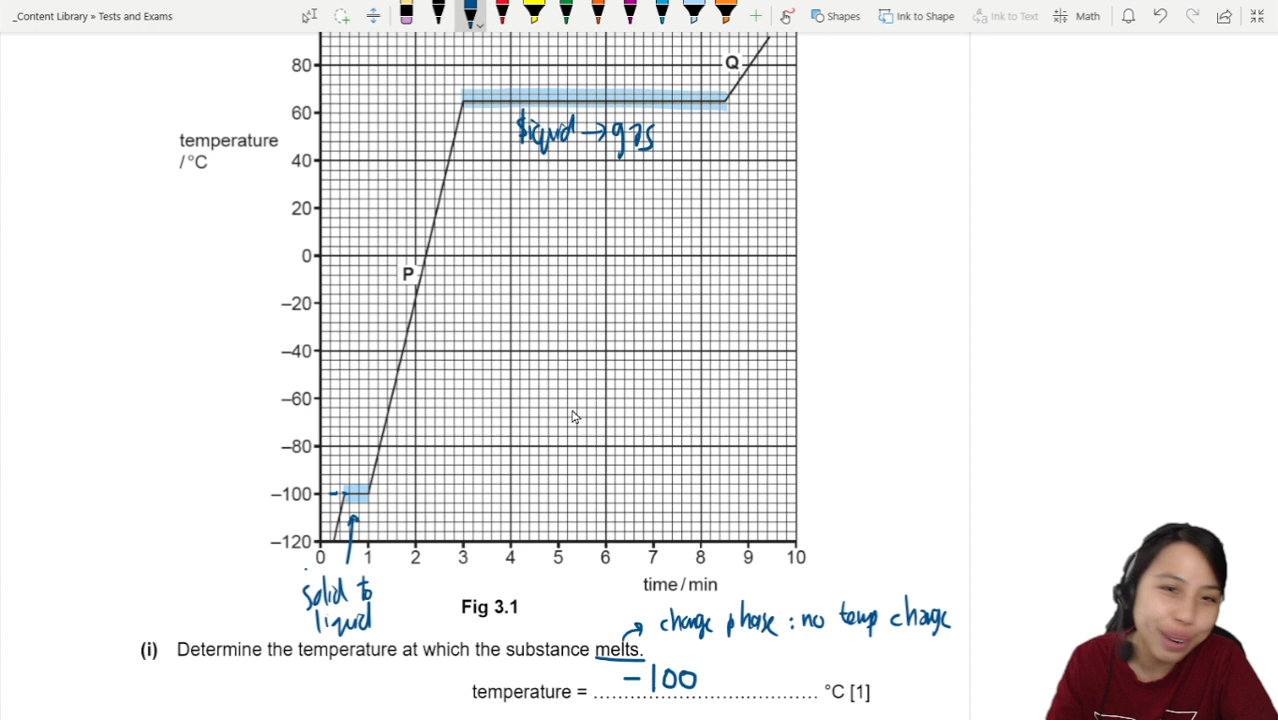 _Content Library » Tests and Exams
Shapes
Ink to Shape
Ink to Text
Math
80
Q
60
$liquid → gas
temperature
/ °C
40
20
0
P
–20
–40
–60
–80
–100
–120
0 1 2 3 4 5 6 7 8 9 10
time / min
solid to
liquid
Fig 3.1
change phase : no temp change
(i) Determine the temperature at which the substance melts.
–100
temperature = ........................................ °C [1]